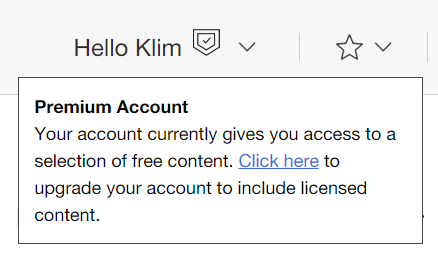 Hello Klim
Premium Account
Your account currently gives you access to a
selection of free content. Click here to
upgrade your account to include licensed
content.